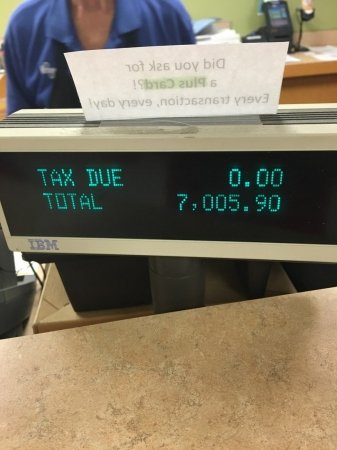 Did you ask for
a Plus Card?!
Every transaction, every day!
TAX DUE 0.00
TOTAL 7,005.90
IBM